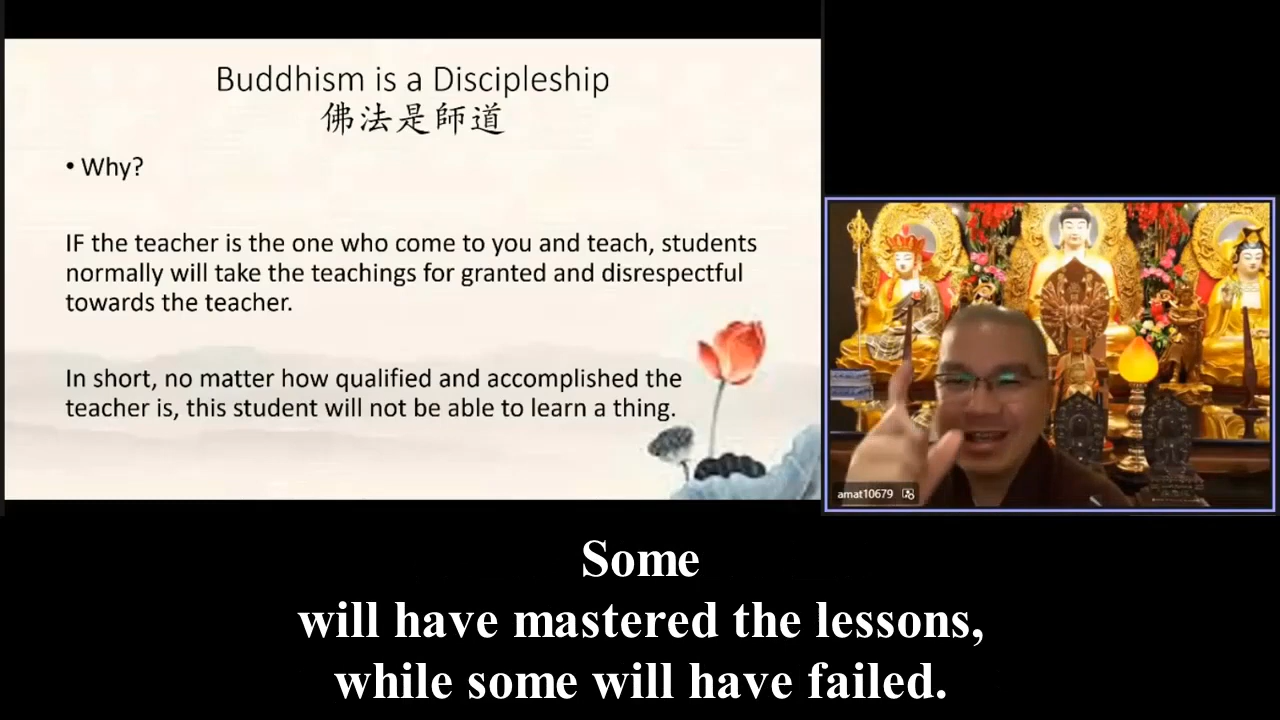 Buddhism is a Discipleship
佛法是師道
• Why?
IF the teacher is the one who come to you and teach, students
normally will take the teachings for granted and disrespectful
towards the teacher.
In short, no matter how qualified and accomplished the
teacher is, this student will not be able to learn a thing.
amat10679
Some
will have mastered the lessons,
while some will have failed.